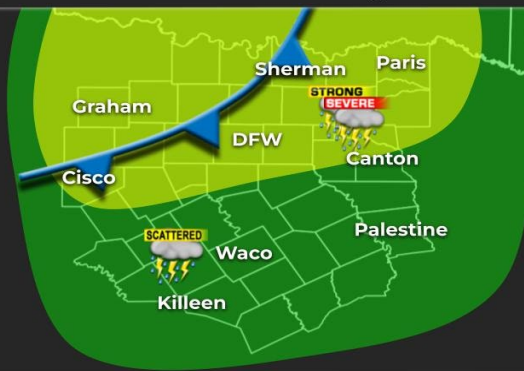 Sherman
Paris
STRONG
SEVERE
Graham
DFW
Canton
Cisco
SCATTERED
Waco
Palestine
Killeen